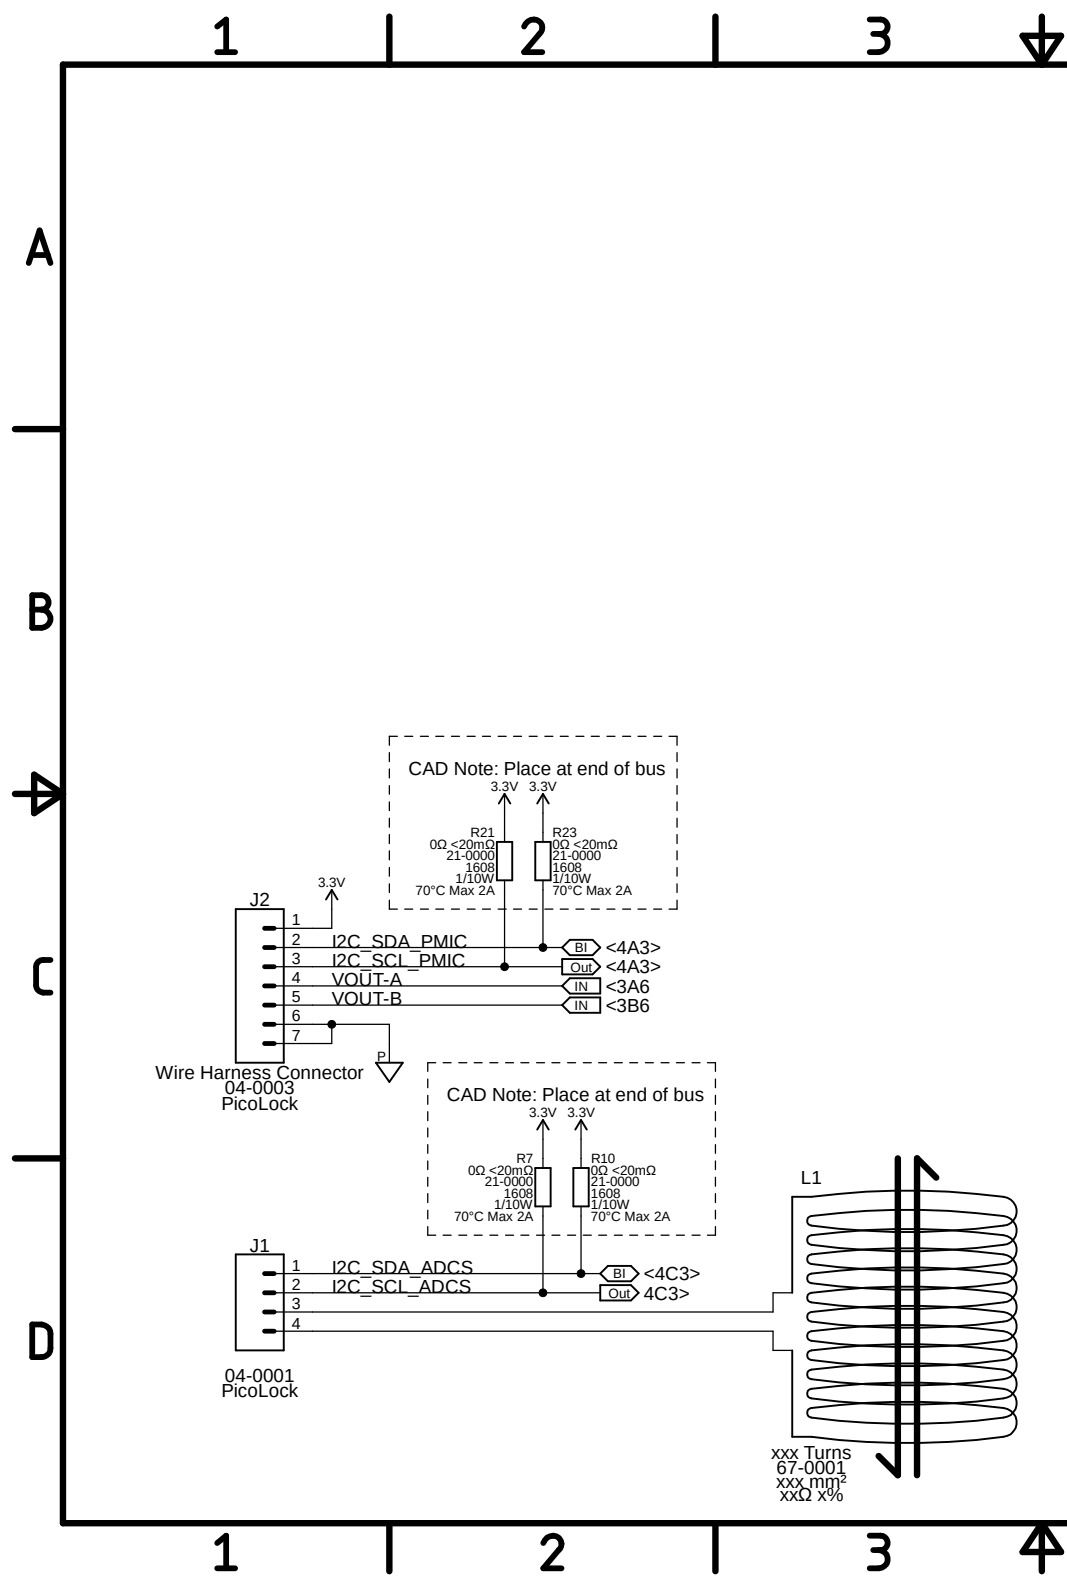 1 2 3
A
B
C
D
CAD Note: Place at end of bus
3.3V 3.3V
R21
0Ω <20mΩ
21-0000
1608
1/10W
70°C Max 2A
R23
0Ω <20mΩ
21-0000
1608
1/10W
70°C Max 2A
3.3V
J2
1
2 I2C_SDA_PMIC BI <4A3>
3 I2C_SCL_PMIC Out <4A3>
4 VOUT-A IN <3A6
5 VOUT-B IN <3B6
6
7
P
Wire Harness Connector
04-0003
PicoLock
CAD Note: Place at end of bus
3.3V 3.3V
R7
0Ω <20mΩ
21-0000
1608
1/10W
70°C Max 2A
R10
0Ω <20mΩ
21-0000
1608
1/10W
70°C Max 2A
J1
1 I2C_SDA_ADCS BI <4C3>
2 I2C_SCL_ADCS Out 4C3>
3
4
04-0001
PicoLock
L1
xxx Turns
67-0001
xxx mm²
xxΩ x%
1 2 3